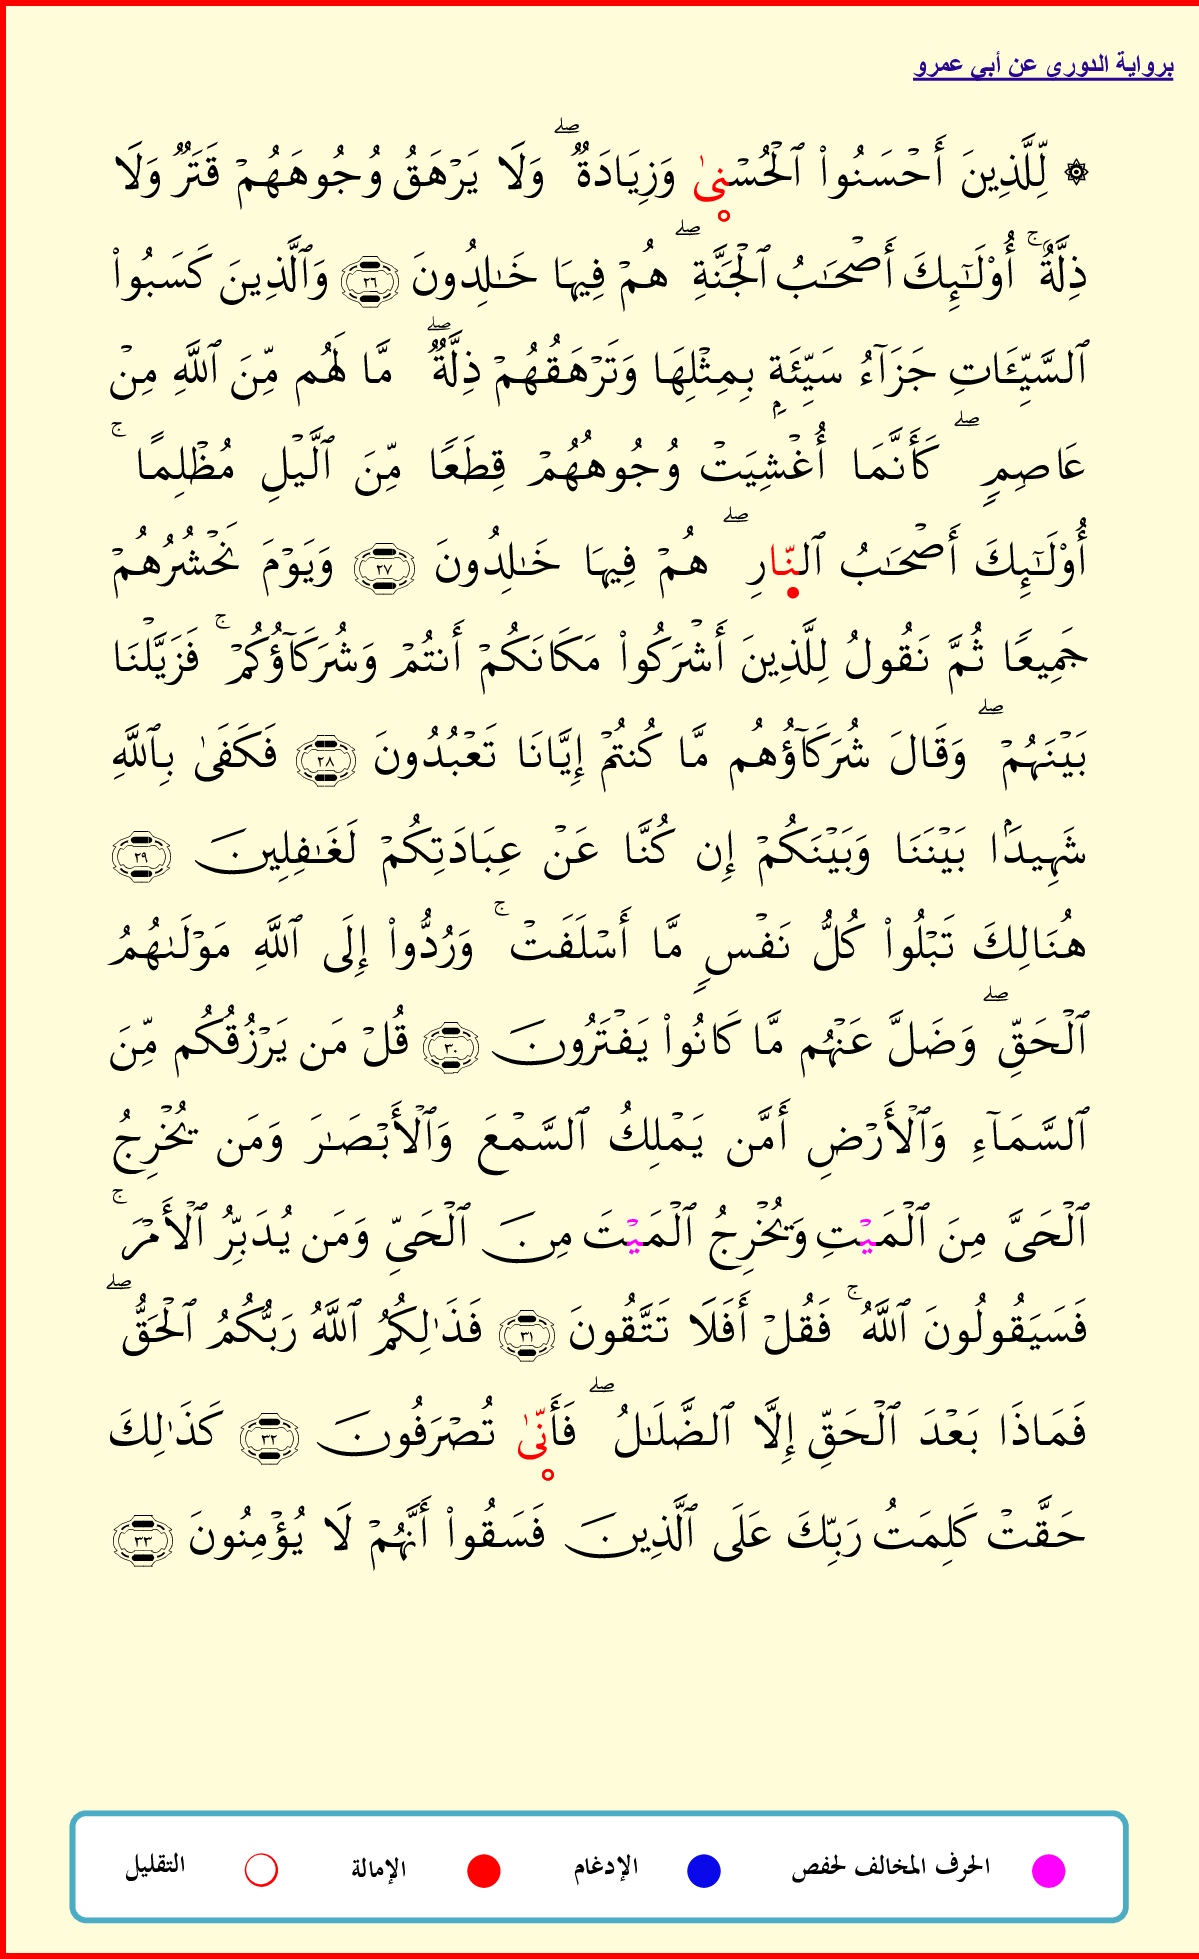 برواية الدورى عن أبى عمرو
۞ لِّلَّذِينَ أَحْسَنُوا۟ ٱلْحُسْنىٰ وَزِيَادَةٌ ۖ وَلَا يَرْهَقُ وُجُوهَهُمْ قَتَرٌ وَلَا
ذِلَّةٌ ۚ أُو۟لَٰٓئِكَ أَصْحَٰبُ ٱلْجَنَّةِ ۖ هُمْ فِيهَا خَٰلِدُونَ ٢٦ وَٱلَّذِينَ كَسَبُوا۟
ٱلسَّيِّـَٔاتِ جَزَآءُ سَيِّئَةٍۭ بِمِثْلِهَا وَتَرْهَقُهُمْ ذِلَّةٌ ۖ مَّا لَهُم مِّنَ ٱللَّهِ مِنْ
عَاصِمٍ ۖ كَأَنَّمَا أُغْشِيَتْ وُجُوهُهُمْ قِطَعًا مِّنَ ٱلَّيْلِ مُظْلِمًا ۚ
أُو۟لَٰٓئِكَ أَصْحَٰبُ ٱلنّارِ ۖ هُمْ فِيهَا خَٰلِدُونَ ٢٧ وَيَوْمَ نَحْشُرُهُمْ
جَمِيعًا ثُمَّ نَقُولُ لِلَّذِينَ أَشْرَكُوا۟ مَكَانَكُمْ أَنتُمْ وَشُرَكَآؤُكُمْ ۚ فَزَيَّلْنَا
بَيْنَهُمْ ۖ وَقَالَ شُرَكَآؤُهُم مَّا كُنتُمْ إِيَّانَا تَعْبُدُونَ ٢٨ فَكَفَىٰ بِٱللَّهِ
شَهِيدًۢا بَيْنَنَا وَبَيْنَكُمْ إِن كُنَّا عَنْ عِبَادَتِكُمْ لَغَٰفِلِينَ ٢٩
هُنَالِكَ تَبْلُوا۟ كُلُّ نَفْسٍ مَّا أَسْلَفَتْ ۚ وَرُدُّوا۟ إِلَى ٱللَّهِ مَوْلَىٰهُمُ
ٱلْحَقِّ ۖ وَضَلَّ عَنْهُم مَّا كَانُوا۟ يَفْتَرُونَ ٣٠ قُلْ مَن يَرْزُقُكُم مِّنَ
ٱلسَّمَآءِ وَٱلْأَرْضِ أَمَّن يَمْلِكُ ٱلسَّمْعَ وَٱلْأَبْصَٰرَ وَمَن يُخْرِجُ
ٱلْحَىَّ مِنَ ٱلْمَيْتِ وَيُخْرِجُ ٱلْمَيْتَ مِنَ ٱلْحَىِّ وَمَن يُدَبِّرُ ٱلْأَمْرَ ۚ
فَسَيَقُولُونَ ٱللَّهُ ۚ فَقُلْ أَفَلَا تَتَّقُونَ ٣١ فَذَٰلِكُمُ ٱللَّهُ رَبُّكُمُ ٱلْحَقُّ ۖ
فَمَاذَا بَعْدَ ٱلْحَقِّ إِلَّا ٱلضَّلَٰلُ ۖ فَأَنّىٰ تُصْرَفُونَ ٣٢ كَذَٰلِكَ
حَقَّتْ كَلِمَتُ رَبِّكَ عَلَى ٱلَّذِينَ فَسَقُوا۟ أَنَّهُمْ لَا يُؤْمِنُونَ ٣٣
الحرف المخالف لحفص الإدغام الإمالة التقليل